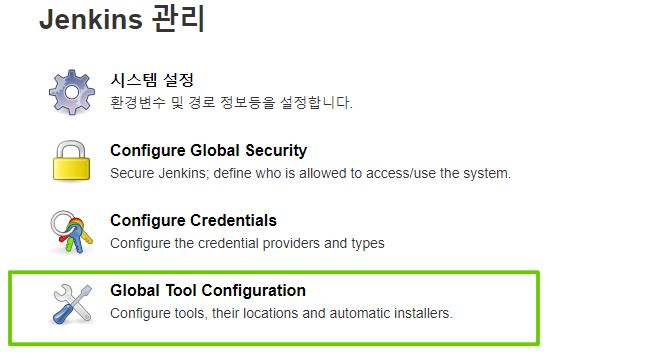 Jenkins 관리
시스템 설정
환경변수 및 경로 정보등을 설정합니다.
Configure Global Security
Secure Jenkins; define who is allowed to access/use the system.
Configure Credentials
Configure the credential providers and types
Global Tool Configuration
Configure tools, their locations and automatic installers.